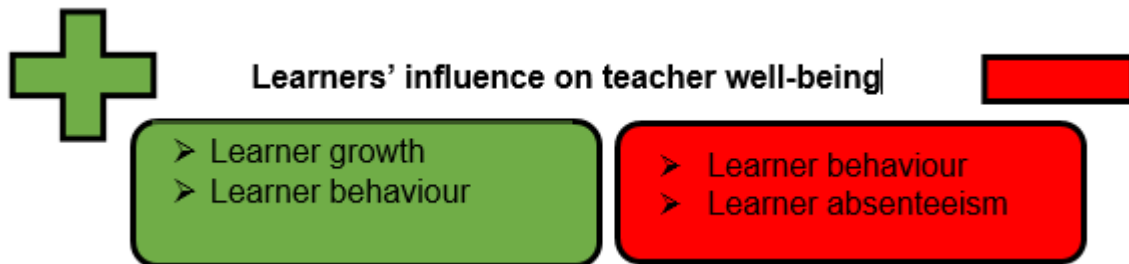 Learners’ influence on teacher well-being
➢ Learner growth
➢ Learner behaviour
➢ Learner behaviour
➢ Learner absenteeism